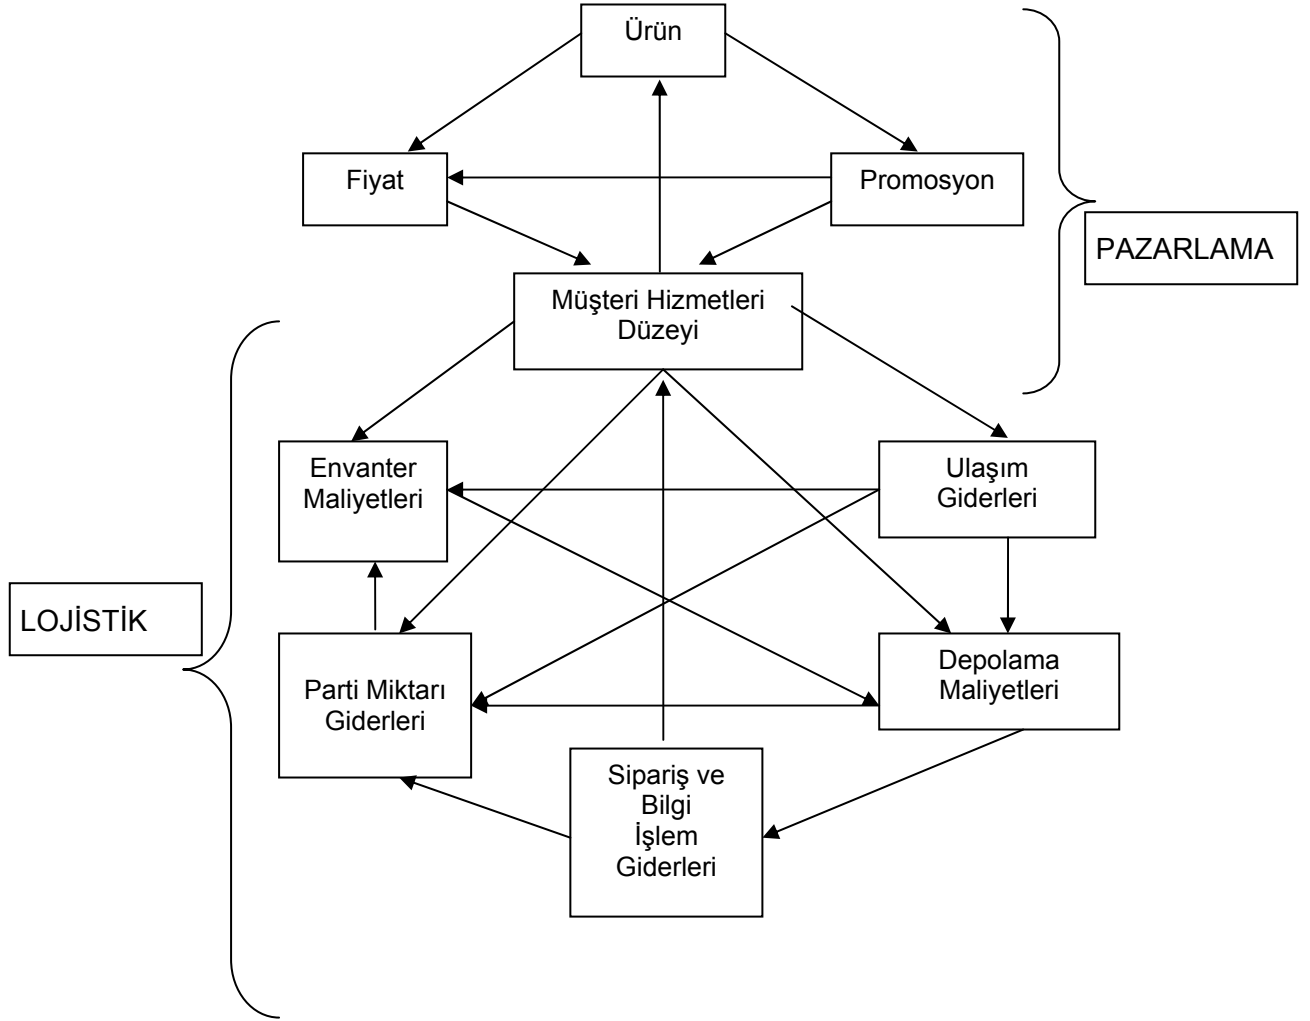 Ürün
Fiyat
Promosyon
PAZARLAMA
Müşteri Hizmetleri
Düzeyi
Envanter
Maliyetleri
Ulaşım
Giderleri
LOJİSTİK
Parti Miktarı
Giderleri
Depolama
Maliyetleri
Sipariş ve
Bilgi
İşlem
Giderleri